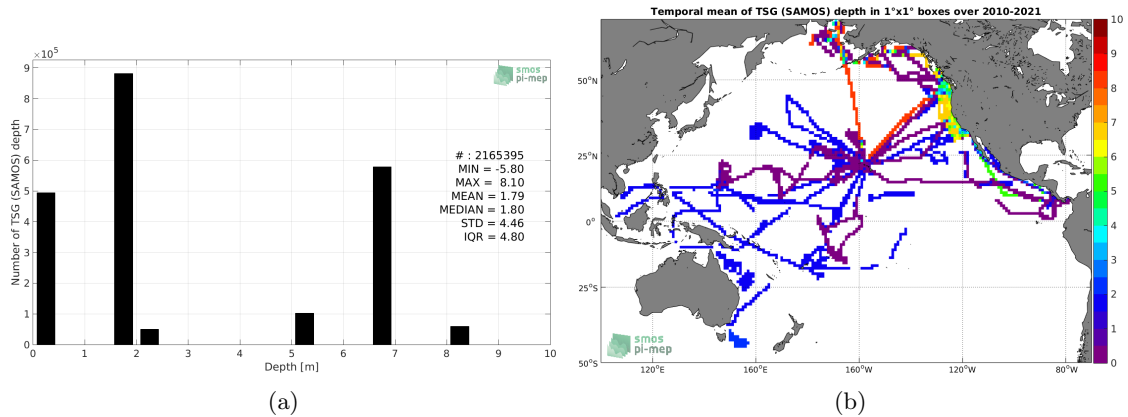 ×10⁵
9
8
7
6
5
4
3
2
1
0
Number of TSG (SAMOS) depth
0 1 2 3 4 5 6 7 8 9 10
Depth [m]
smos
pi-mep
# : 2165395
MIN = -5.80
MAX = 8.10
MEAN = 1.79
MEDIAN = 1.80
STD = 4.46
IQR = 4.80
(a)
Temporal mean of TSG (SAMOS) depth in 1°x1° boxes over 2010-2021
50°N
25°N
0°
25°S
50°S
120°E 160°E 160°W 120°W 80°W
smos
pi-mep
10
9
8
7
6
5
4
3
2
1
0
(b)